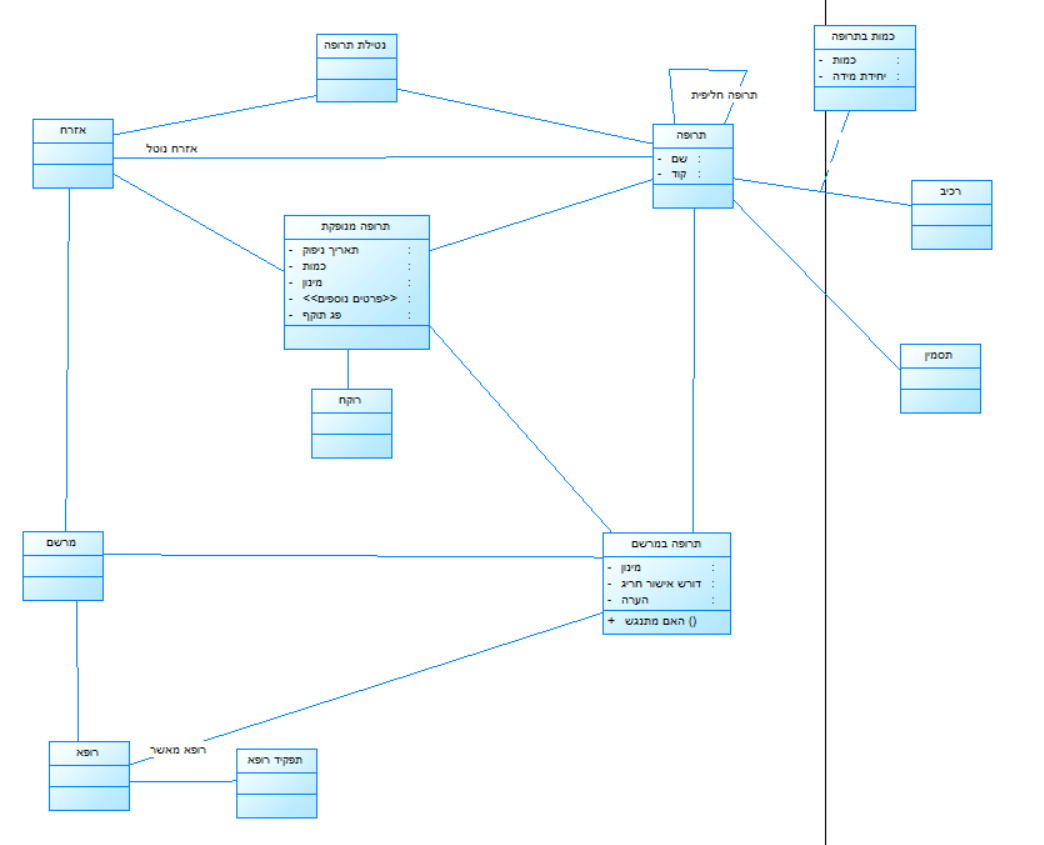 כמות בתרופה
- כמות :
- יחידת מידה :
נטילת תרופה
תרופה חליפית
אזרח
תרופה
- שם :
- קוד :
אזרח נוטל
רכיב
תרופה מנופקת
- תאריך ניפוק :
- כמות :
- מינון :
- <<פרטים נוספים>> :
- פג תוקף :
תסמין
רוקח
מרשם
תרופה במרשם
- מינון :
- דורש אישור חריג :
- הערה :
+ האם מתנגש ()
רופא
רופא מאשר
תפקיד רופא